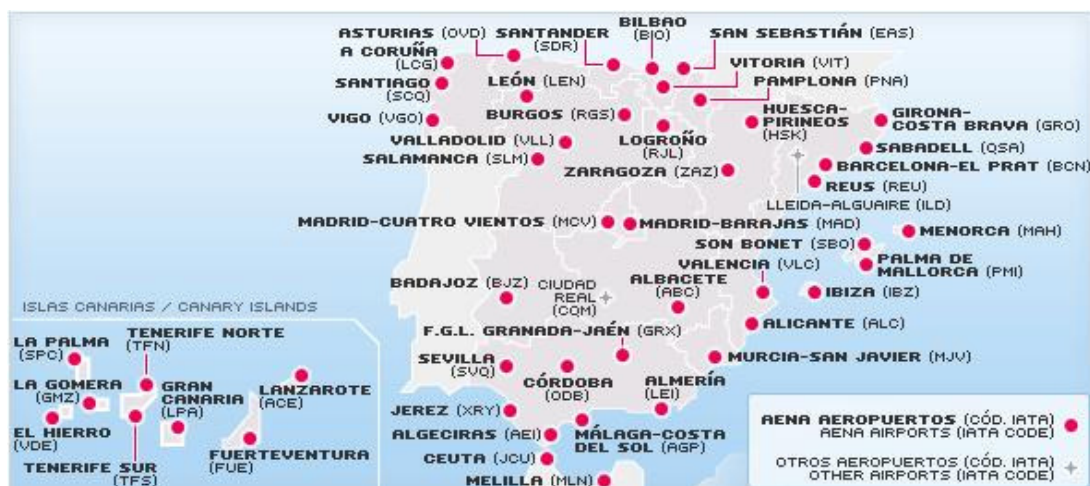 ASTURIAS (OVD)
SANTANDER
(SDR)
BILBAO
(BIO)
SAN SEBASTIÁN (EAS)
A CORUÑA
(LCG)
VITORIA (VIT)
SANTIAGO
(SCQ)
LEÓN (LEN)
PAMPLONA (PNA)
VIGO (VGO)
BURGOS (RGS)
HUESCA-
PIRINEOS
(HSK)
GIRONA-
COSTA BRAVA (GRO)
VALLADOLID (VLL)
LOGROÑO
(RJL)
SABADELL (QSA)
SALAMANCA (SLM)
ZARAGOZA (ZAZ)
BARCELONA-EL PRAT (BCN)
REUS (REU)
LLEIDA-ALGUAIRE (ILD)
MADRID-CUATRO VIENTOS (MCV)
MADRID-BARAJAS (MAD)
MENORCA (MAH)
SON BONET (SBO)
VALENCIA (VLC)
PALMA DE
MALLORCA (PMI)
BADAJOZ (BJZ)
CIUDAD
REAL
(CQM)
ALBACETE
(ABC)
IBIZA (IBZ)
ALICANTE (ALC)
F.G.L. GRANADA-JAÉN (GRX)
MURCIA-SAN JAVIER (MJV)
SEVILLA
(SVQ)
CÓRDOBA
(ODB)
ALMERÍA
(LEI)
JEREZ (XRY)
ALGECIRAS (AEI)
MÁLAGA-COSTA
DEL SOL (AGP)
CEUTA (JCU)
MELILLA (MLN)
ISLAS CANARIAS / CANARY ISLANDS
TENERIFE NORTE
(TFN)
LA PALMA
(SPC)
LA GOMERA
(GMZ)
GRAN
CANARIA
(LPA)
LANZAROTE
(ACE)
EL HIERRO
(VDE)
FUERTEVENTURA
(FUE)
TENERIFE SUR
(TFS)
AENA AEROPUERTOS (CÓD. IATA)
AENA AIRPORTS (IATA CODE)
OTROS AEROPUERTOS (CÓD. IATA)
OTHER AIRPORTS (IATA CODE)